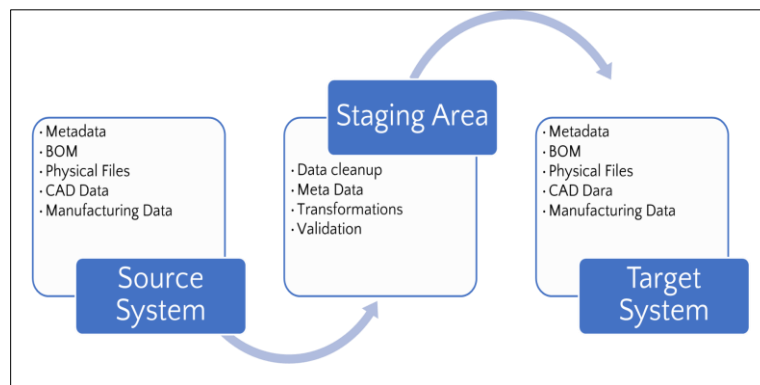 · Metadata
· BOM
· Physical Files
· CAD Data
· Manufacturing Data
Source
System
Staging Area
· Data cleanup
· Meta Data
· Transformations
· Validation
· Metadata
· BOM
· Physical Files
· CAD Dara
· Manufacturing Data
Target
System